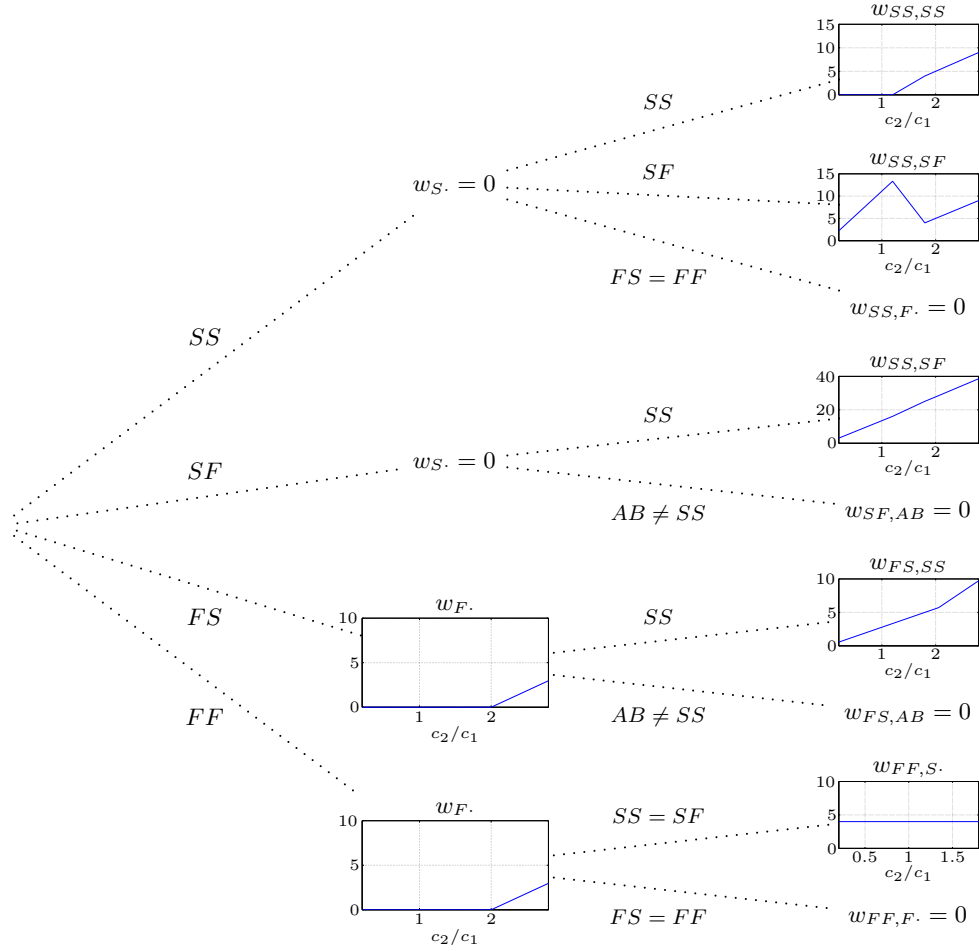 w_{SS,SS}
15
10
5
0
1 2
c_2/c_1
SS
w_{SS,SF}
15
10
5
0
1 2
c_2/c_1
SF
w_{S·} = 0
FS = FF
w_{SS,F·} = 0
SS
w_{SS,SF}
40
20
0
1 2
c_2/c_1
SS
SF
w_{S·} = 0
AB ≠ SS
w_{SF,AB} = 0
w_{FS,SS}
10
5
0
1 2
c_2/c_1
FS
w_{F·}
10
5
0
1 2
c_2/c_1
SS
AB ≠ SS
w_{FS,AB} = 0
FF
w_{FF,S·}
10
5
0
0.5 1 1.5
c_2/c_1
w_{F·}
10
5
0
1 2
c_2/c_1
SS = SF
FS = FF
w_{FF,F·} = 0